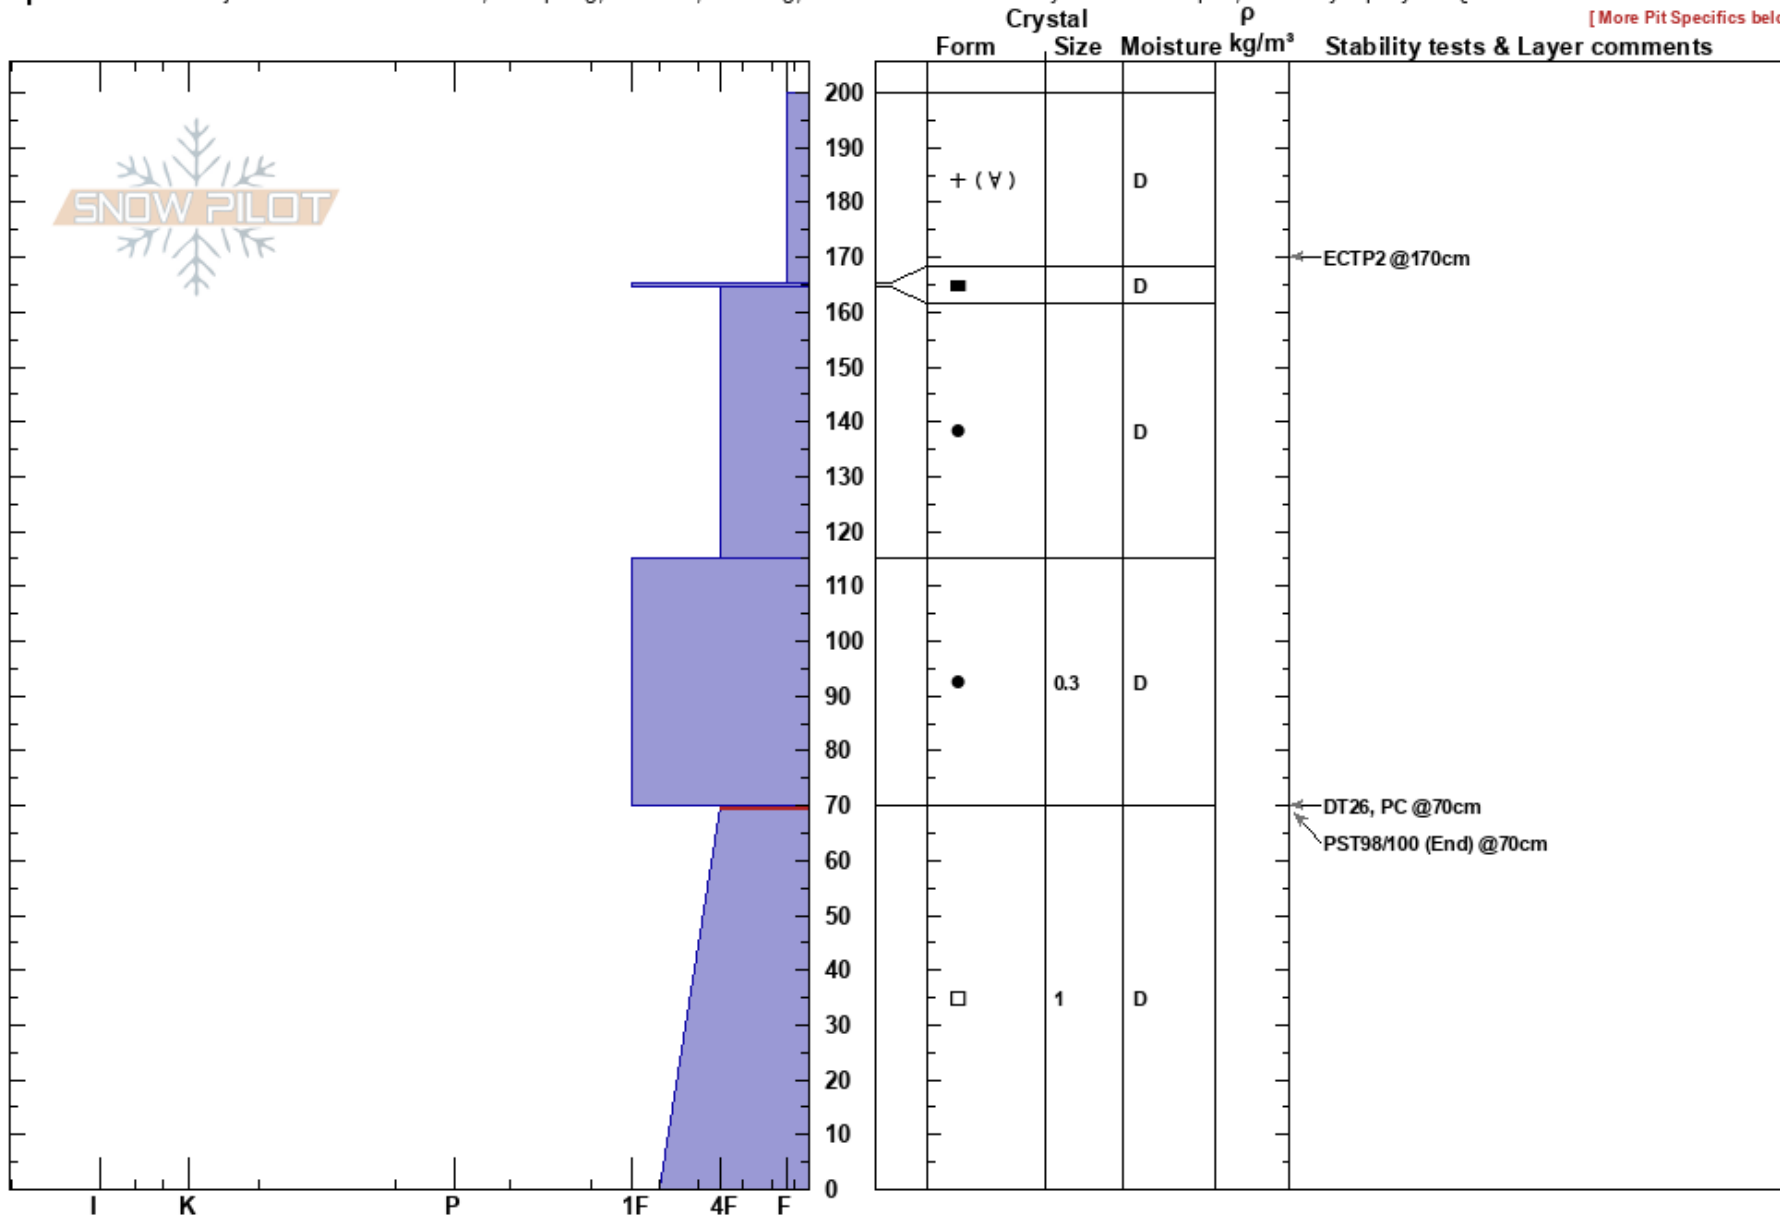 Crystal ρ [ More Pit Specifics
Form Size Moisture kg/m³ Stability tests & Layer comments
SNOW PILOT
200
190
+ ( ∀ ) D
180
170 ECTP2 @170cm
■ D
160
150
140
● D
130
120
110
100
● 0.3 D
90
80
70 DT26, PC @70cm
PST98/100 (End) @70cm
60
50
40
□ 1 D
30
20
10
0
I K P 1F 4F F